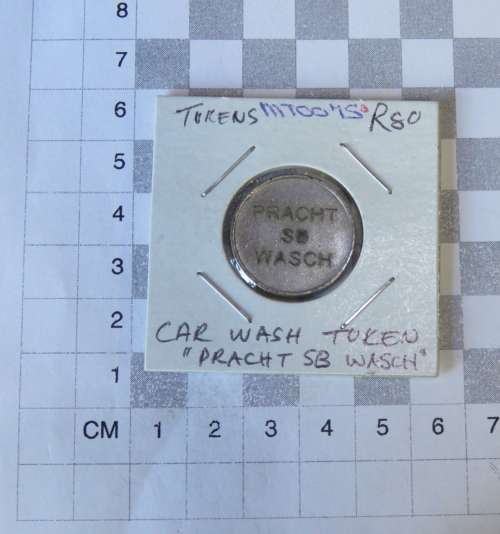 8
7
6
5
4
3
2
1
CM 1 2 3 4 5 6 7
TOKENS MT0075 R80
PRACHT
SB
WASCH
CAR WASH TOKEN
"PRACHT SB WASCH"